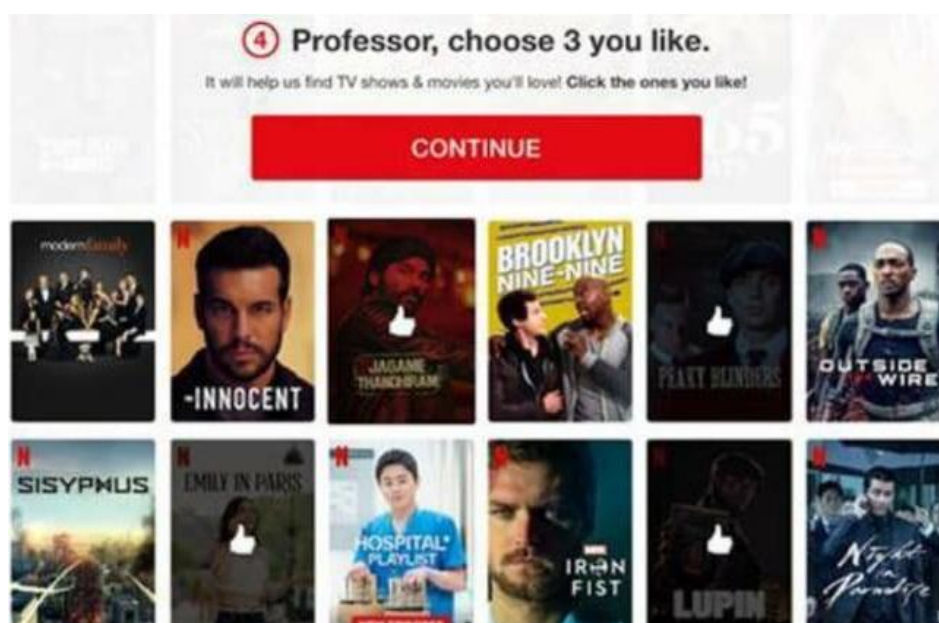 4 Professor, choose 3 you like.
It will help us find TV shows & movies you'll love! Click the ones you like!
CONTINUE
modern family
-INNOCENT
JAGAME
THANDHIRAM
BROOKLYN
NINE-NINE
PEAKY BLINDERS
OUTSIDE
THE WIRE
SISYPHUS
EMILY IN PARIS
HOSPITAL
PLAYLIST
MARVEL
IRON
FIST
LUPIN
Night
in
Paradise